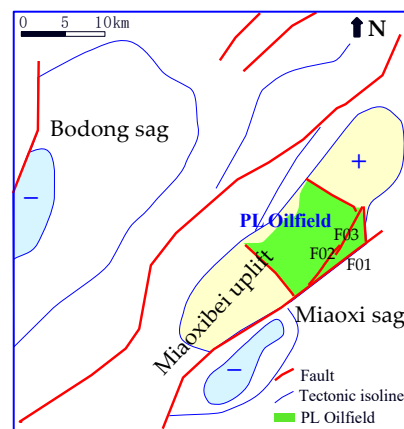 0 5 10km
N
Bodong sag
+
−
PL Oilfield
F03
F02
F01
Miaoxibei uplift
Miaoxi sag
−
Fault
Tectonic isoline
PL Oilfield